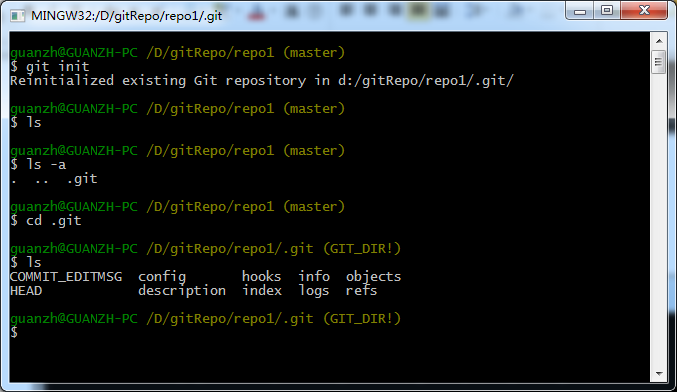 MINGW32:/D/gitRepo/repo1/.git
guanzh@GUANZH-PC /D/gitRepo/repo1 (master)
$ git init
Reinitialized existing Git repository in d:/gitRepo/repo1/.git/
guanzh@GUANZH-PC /D/gitRepo/repo1 (master)
$ ls
guanzh@GUANZH-PC /D/gitRepo/repo1 (master)
$ ls -a
.  ..  .git
guanzh@GUANZH-PC /D/gitRepo/repo1 (master)
$ cd .git
guanzh@GUANZH-PC /D/gitRepo/repo1/.git (GIT_DIR!)
$ ls
COMMIT_EDITMSG  config       hooks  info  objects
HEAD            description  index  logs  refs
guanzh@GUANZH-PC /D/gitRepo/repo1/.git (GIT_DIR!)
$